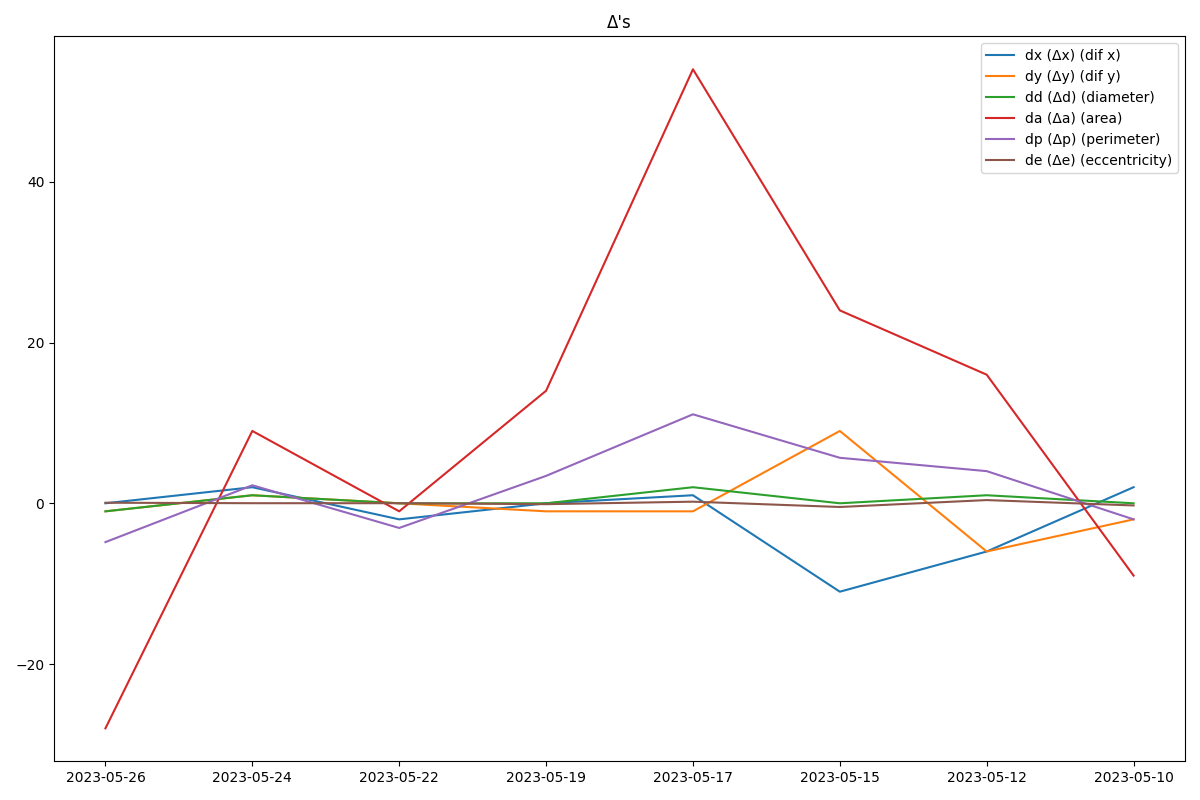 Δ's
dx (Δx) (dif x)
dy (Δy) (dif y)
dd (Δd) (diameter)
da (Δa) (area)
dp (Δp) (perimeter)
de (Δe) (eccentricity)
40
20
0
−20
2023-05-26 2023-05-24 2023-05-22 2023-05-19 2023-05-17 2023-05-15 2023-05-12 2023-05-10